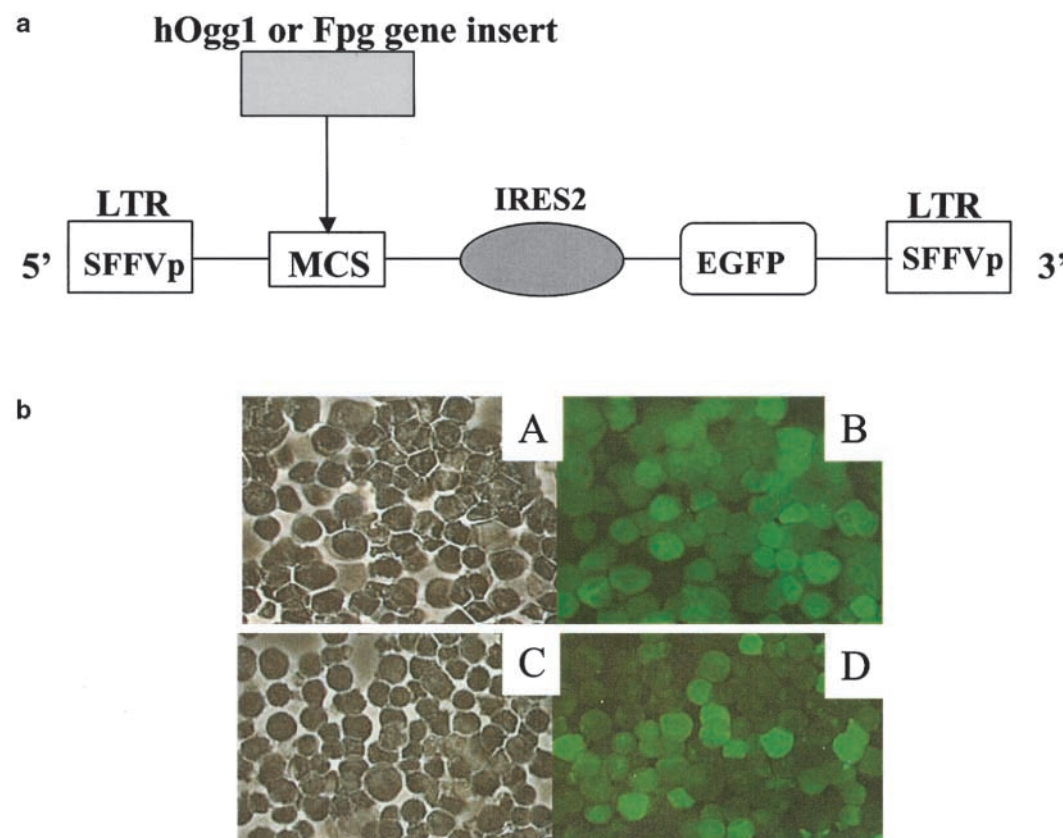 a
hOgg1 or Fpg gene insert
LTR
IRES2
LTR
5’ SFFVp MCS EGFP SFFVp 3’
b
A B
C D